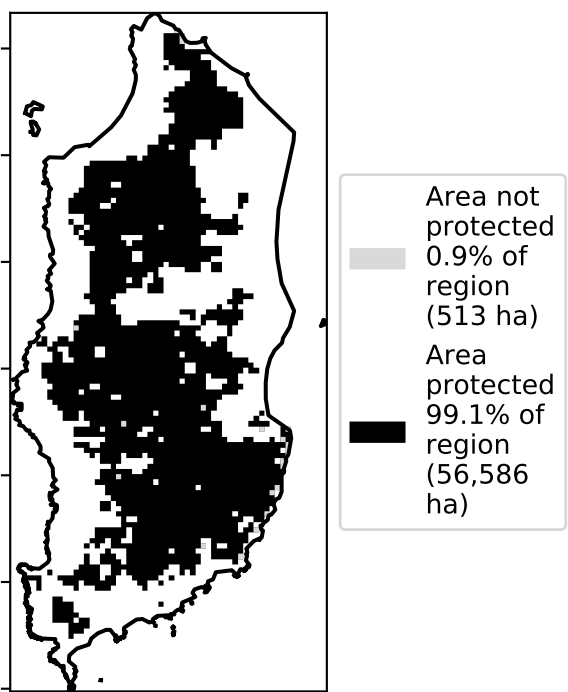 Area not
protected
0.9% of
region
(513 ha)
Area
protected
99.1% of
region
(56,586
ha)